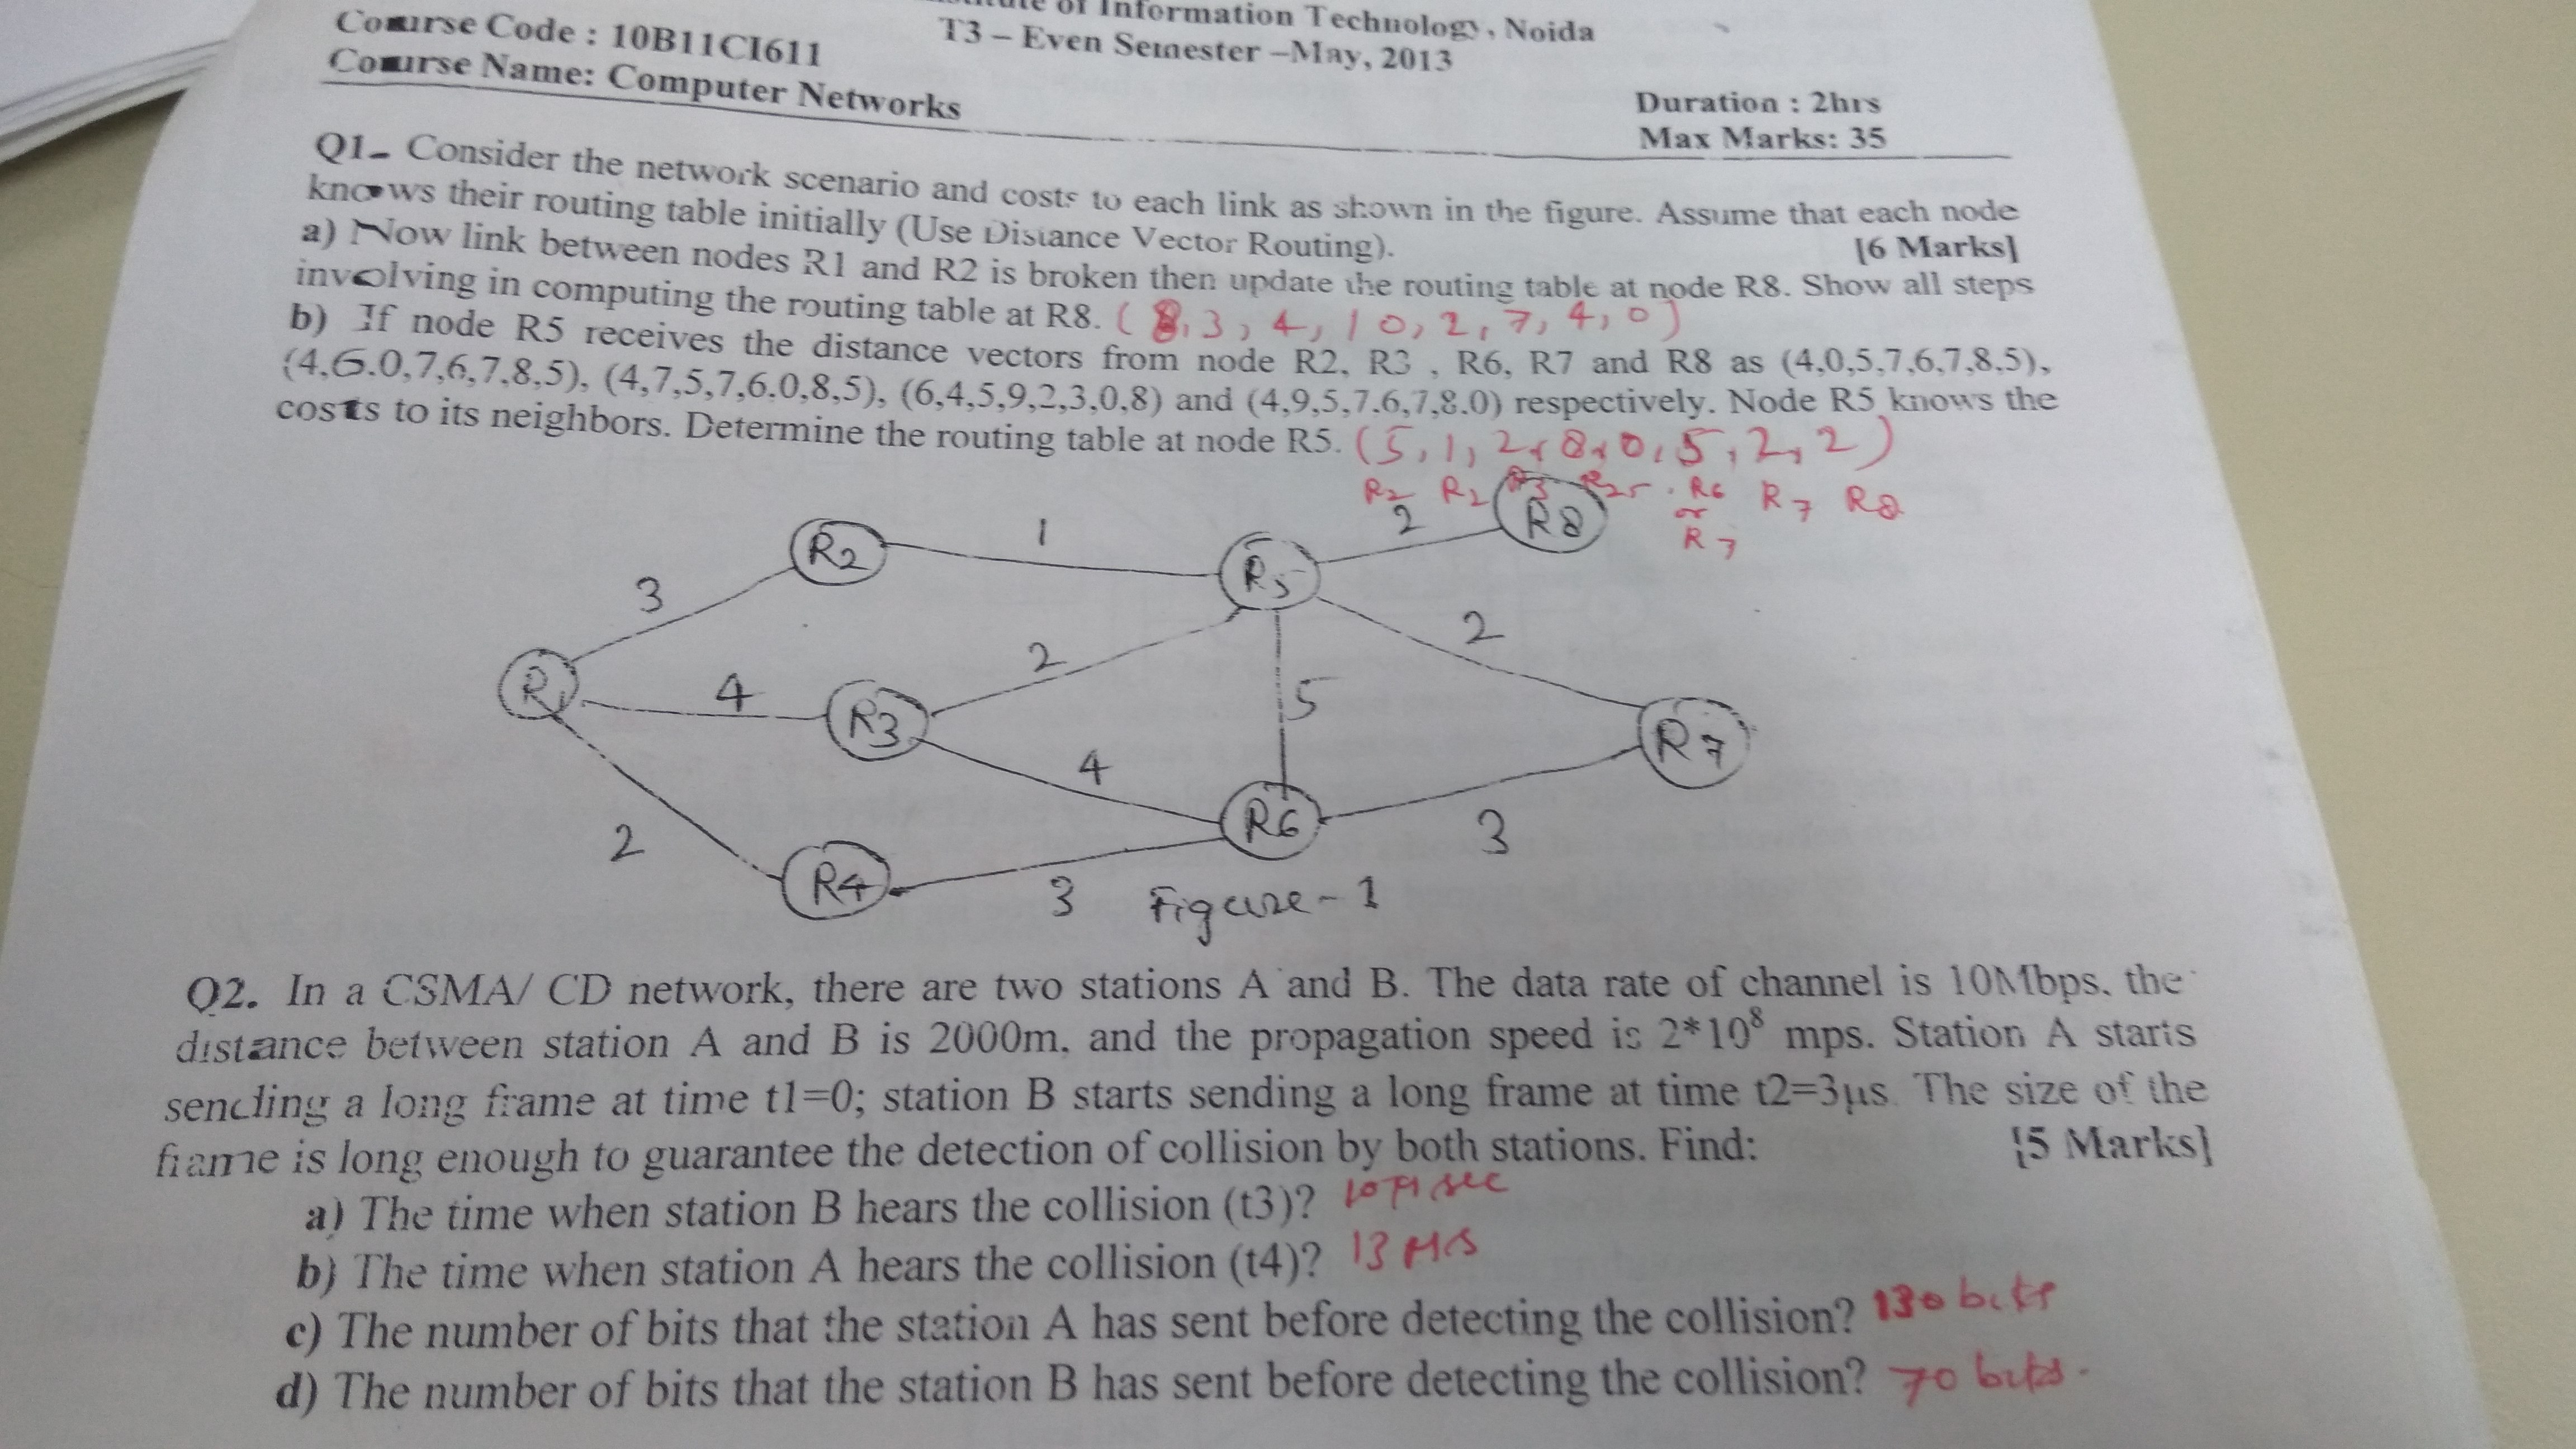 of Information Technology, Noida
Course Code : 10B11CI611
T3 – Even Semester –May, 2013
Course Name: Computer Networks
Duration : 2hrs
Max Marks: 35
Q1- Consider the network scenario and costs to each link as shown in the figure. Assume that each node
knows their routing table initially (Use Distance Vector Routing). [6 Marks]
a) Now link between nodes R1 and R2 is broken then update the routing table at node R8. Show all steps
involving in computing the routing table at R8. (8,3,4,10,2,7,4,0)
b) If node R5 receives the distance vectors from node R2, R3 , R6, R7 and R8 as (4,0,5,7,6,7,8,5),
(4,6.0,7,6,7,8,5), (4,7,5,7,6.0,8,5), (6,4,5,9,2,3,0,8) and (4,9,5,7.6,7,8.0) respectively. Node R5 knows the
costs to its neighbors. Determine the routing table at node R5. (5,1,2,8,0,5,2,2)
R2 R2 R3 R6 R7 R8
or
R7
R8
2
R2
1
R5
3
2
R1
4
2
R3
5
R7
4
R6
2
3
R4
3
Figure-1
Q2. In a CSMA/ CD network, there are two stations A and B. The data rate of channel is 10Mbps. the
distance between station A and B is 2000m, and the propagation speed is 2*10⁸ mps. Station A starts
sending a long frame at time t1=0; station B starts sending a long frame at time t2=3µs. The size of the
frame is long enough to guarantee the detection of collision by both stations. Find: [5 Marks]
a) The time when station B hears the collision (t3)? 10 µ sec
b) The time when station A hears the collision (t4)? 13 µs
c) The number of bits that the station A has sent before detecting the collision? 130 bits
d) The number of bits that the station B has sent before detecting the collision? 70 bits.